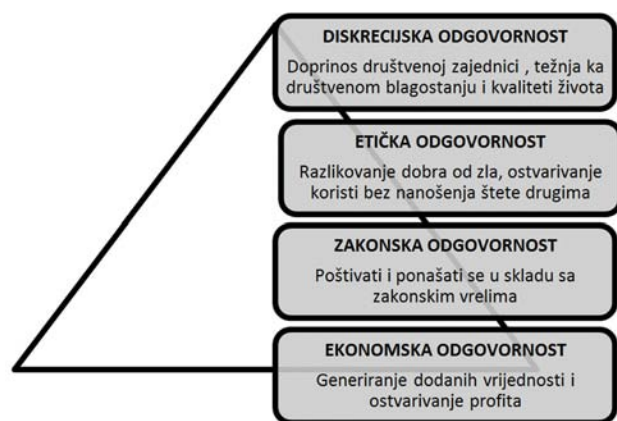 DISKRECIJSKA ODGOVORNOST
Doprinos društvenoj zajednici , težnja ka
društvenom blagostanju i kvaliteti života
ETIČKA ODGOVORNOST
Razlikovanje dobra od zla, ostvarivanje
koristi bez nanošenja štete drugima
ZAKONSKA ODGOVORNOST
Poštivati i ponašati se u skladu sa
zakonskim vrelima
EKONOMSKA ODGOVORNOST
Generiranje dodanih vrijednosti i
ostvarivanje profita